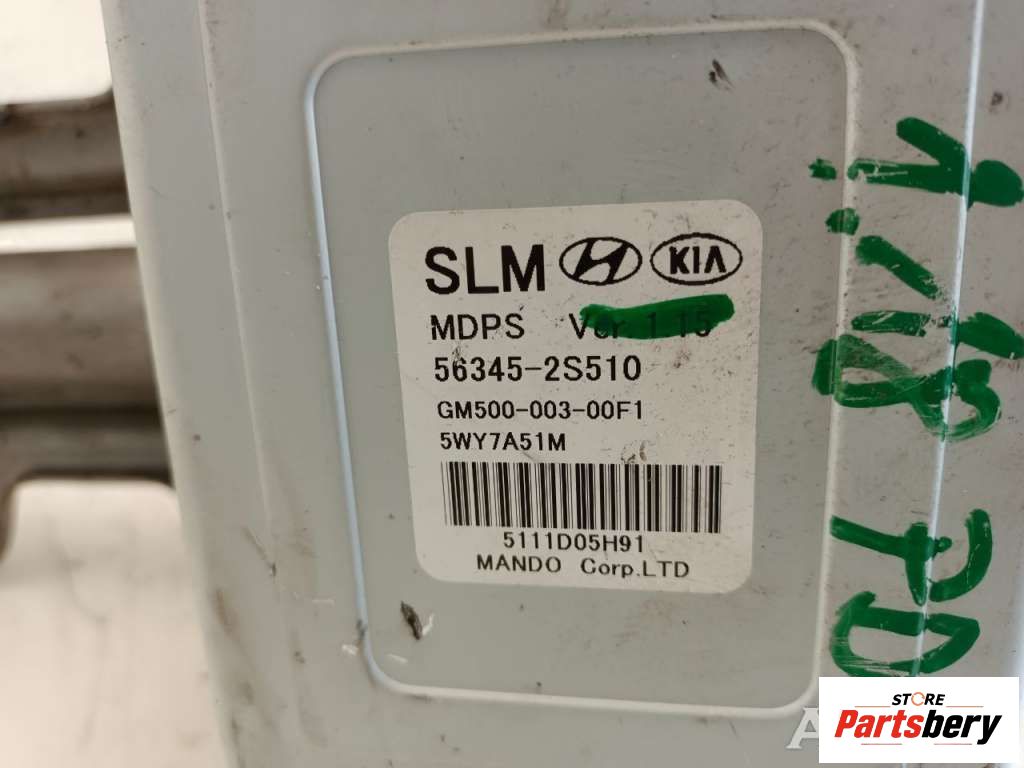 SLM KIA
MDPS Ver 1 15
56345-2S510
GM500-003-00F1
5WY7A51M
5111D05H91
MANDO Corp.LTD
STORE
Partsbery